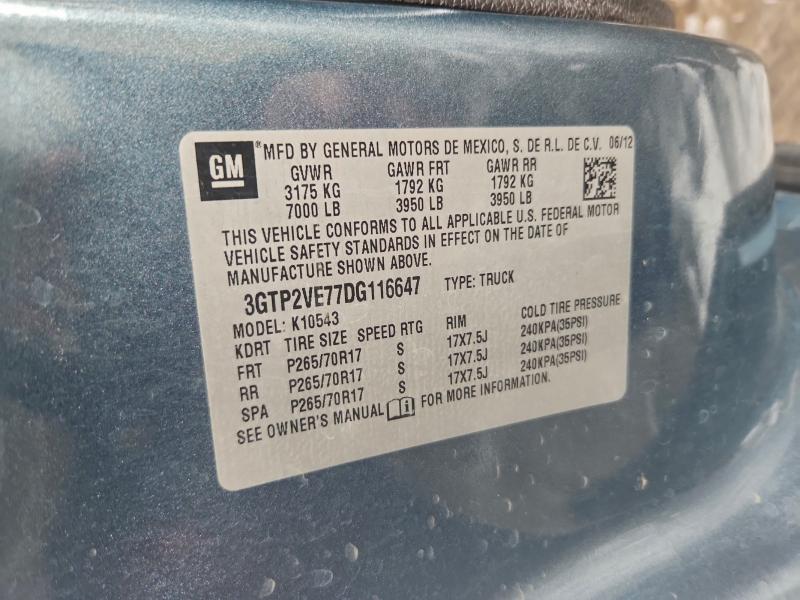 GM ® MFD BY GENERAL MOTORS DE MEXICO, S. DE R.L. DE C.V. 06/12
GVWR GAWR FRT GAWR RR
3175 KG 1792 KG 1792 KG
7000 LB 3950 LB 3950 LB
THIS VEHICLE CONFORMS TO ALL APPLICABLE U.S. FEDERAL MOTOR
VEHICLE SAFETY STANDARDS IN EFFECT ON THE DATE OF
MANUFACTURE SHOWN ABOVE.
3GTP2VE77DG116647 TYPE: TRUCK
MODEL: K10543
KDRT TIRE SIZE SPEED RTG RIM COLD TIRE PRESSURE
FRT P265/70R17 S 17X7.5J 240KPA(35PSI)
RR P265/70R17 S 17X7.5J 240KPA(35PSI)
SPA P265/70R17 S 17X7.5J 240KPA(35PSI)
SEE OWNER'S MANUAL FOR MORE INFORMATION.